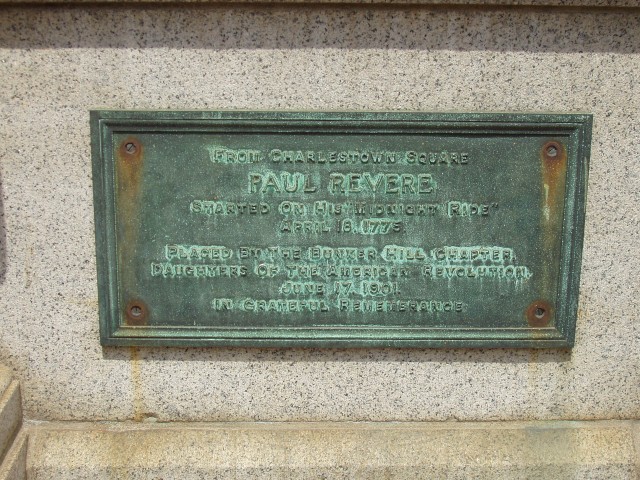 From Charlestown Square
PAUL REVERE
Started On His "Midnight Ride"
April 18, 1775.
Placed By The Bunker Hill Chapter
Daughters Of The American Revolution.
June 17, 1901.
In Grateful Rememberance